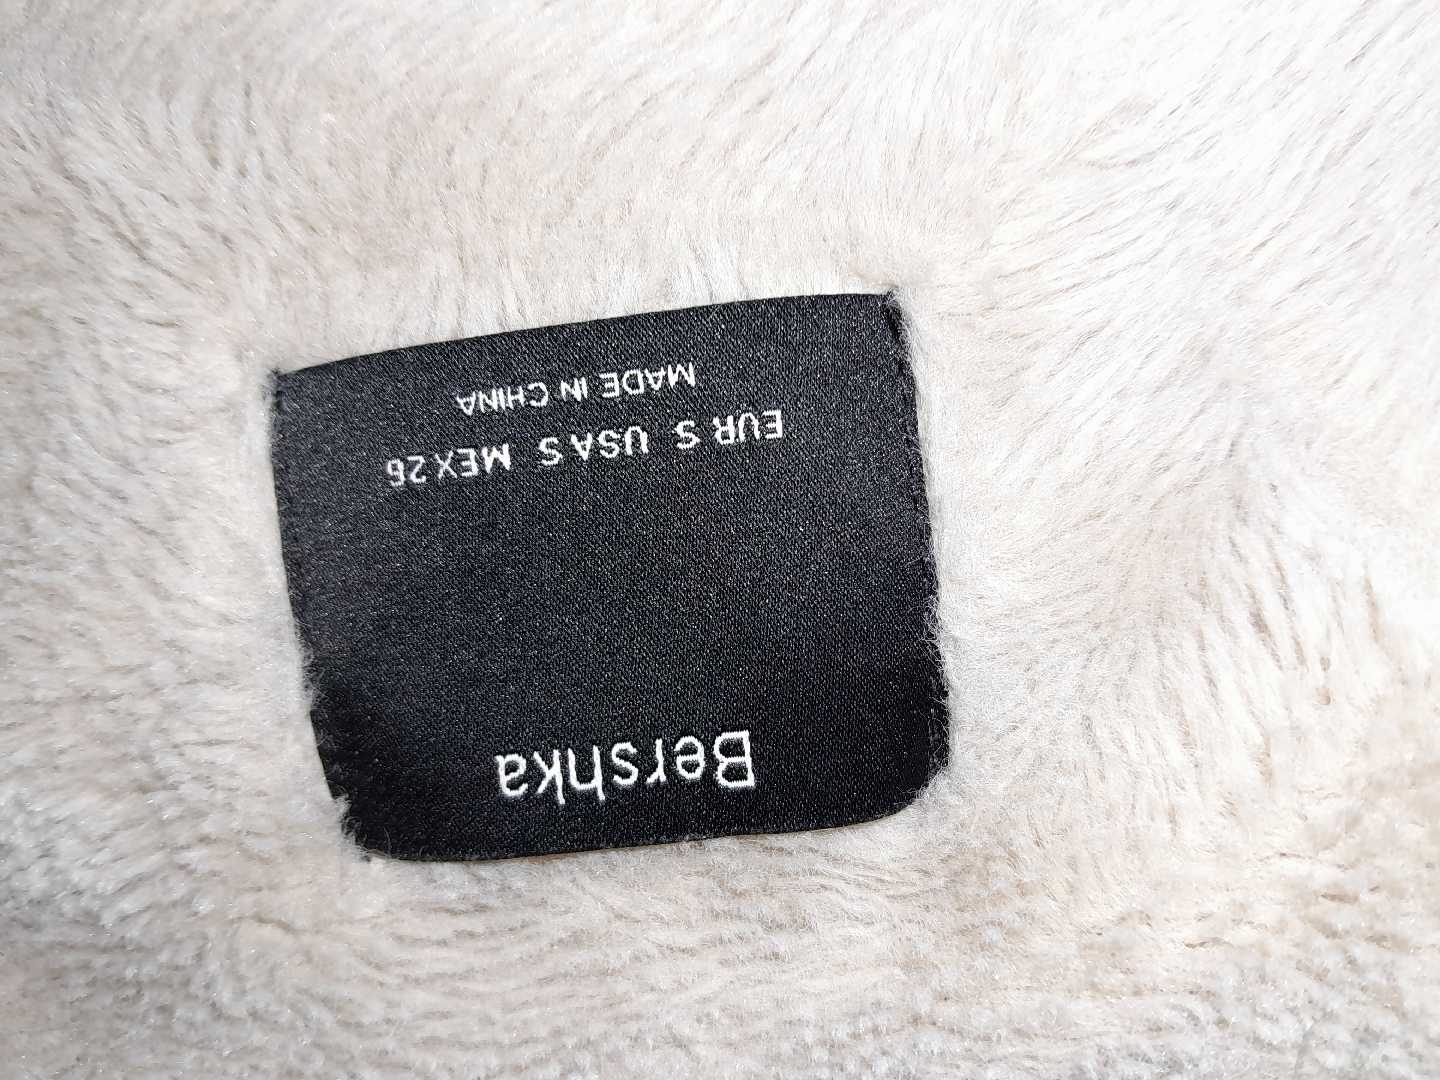 Bershka
EUR S USA S MEX 26
MADE IN CHINA